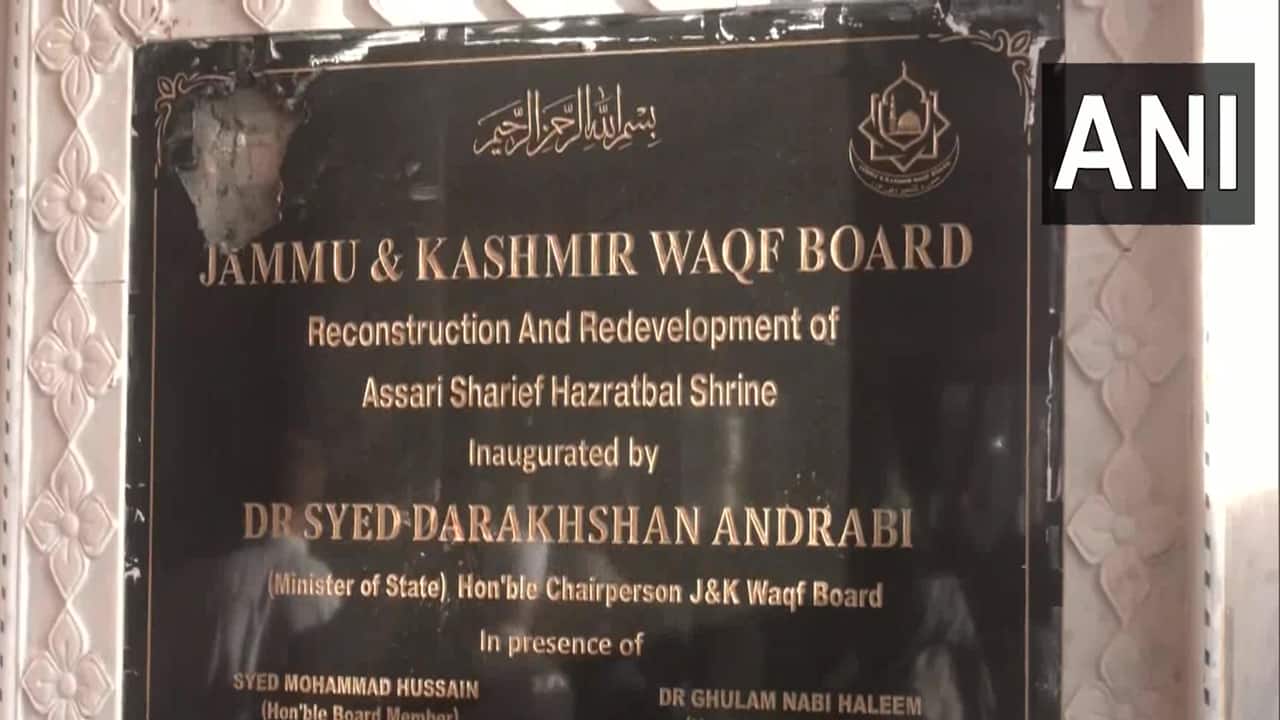 ANI
بسم الله الرحمن الرحيم
JAMMU & KASHMIR WAQF BOARD
Reconstruction And Redevelopment of
Assari Sharief Hazratbal Shrine
Inaugurated by
DR SYED DARAKHSHAN ANDRABI
(Minister of State) Hon'ble Chairperson J&K Waqf Board
In presence of
SYED MOHAMMAD HUSSAIN
(Hon'ble Board Member)
DR GHULAM NABI HALEEM